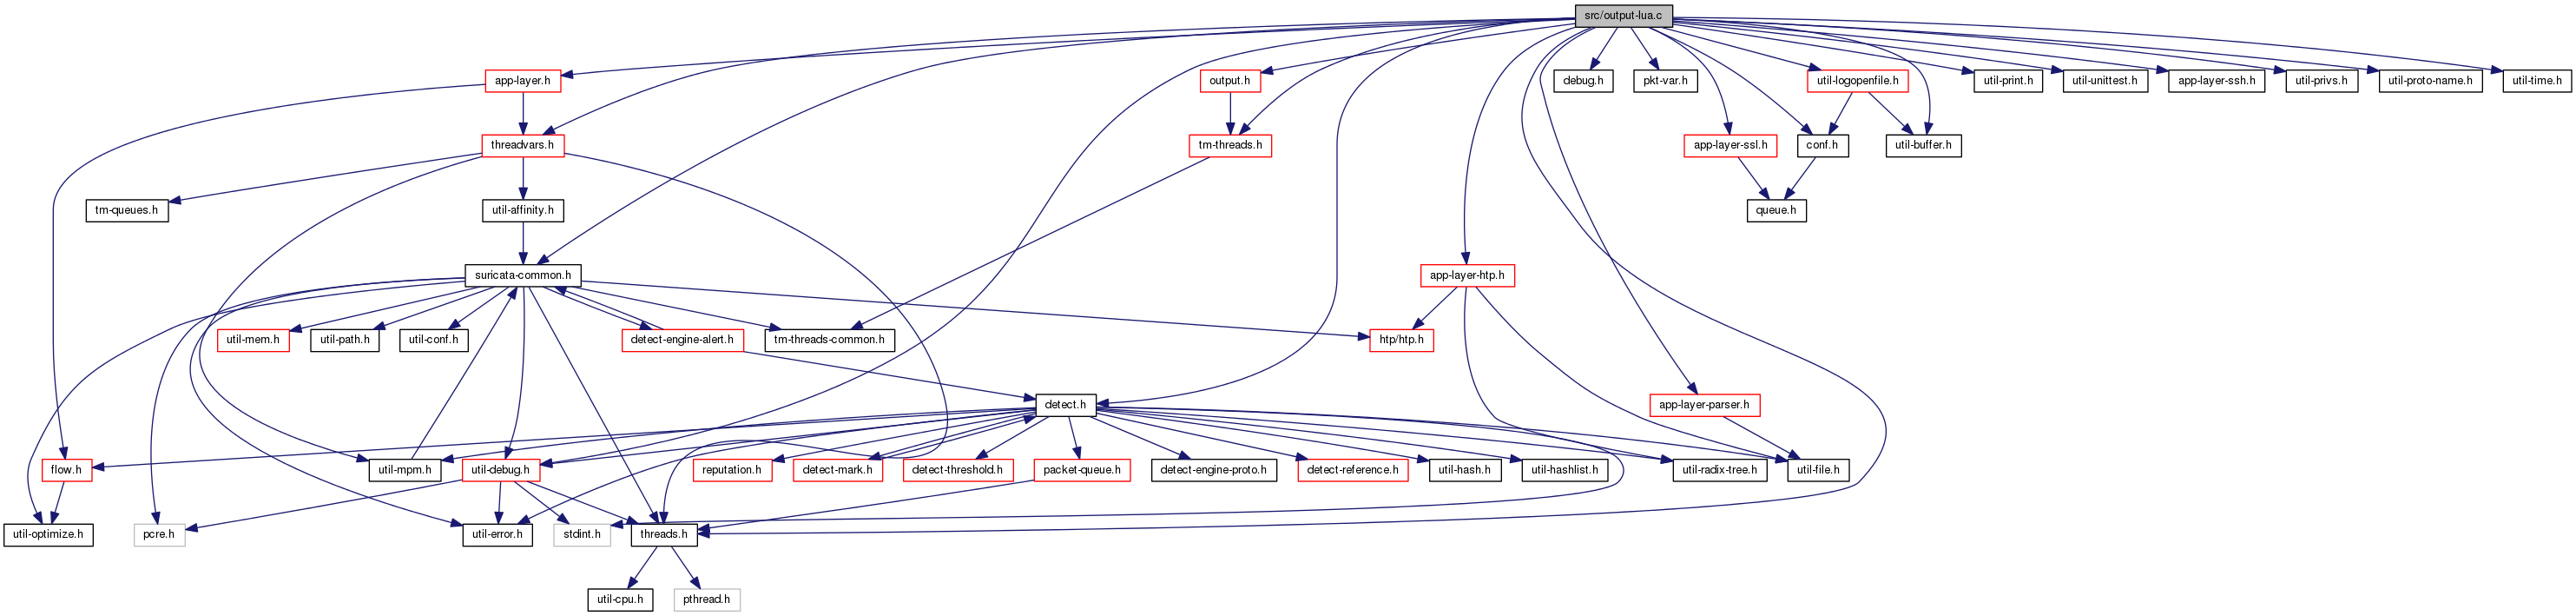 src/output-lua.c
app-layer.h
output.h
debug.h
pkt-var.h
util-logopenfile.h
util-print.h
util-unittest.h
app-layer-ssh.h
util-privs.h
util-proto-name.h
util-time.h
threadvars.h
tm-threads.h
app-layer-ssl.h
conf.h
util-buffer.h
tm-queues.h
util-affinity.h
queue.h
suricata-common.h
app-layer-htp.h
util-mem.h
util-path.h
util-conf.h
detect-engine-alert.h
tm-threads-common.h
htp/htp.h
detect.h
app-layer-parser.h
flow.h
util-mpm.h
util-debug.h
reputation.h
detect-mark.h
detect-threshold.h
packet-queue.h
detect-engine-proto.h
detect-reference.h
util-hash.h
util-hashlist.h
util-radix-tree.h
util-file.h
util-optimize.h
pcre.h
util-error.h
stdint.h
threads.h
util-cpu.h
pthread.h